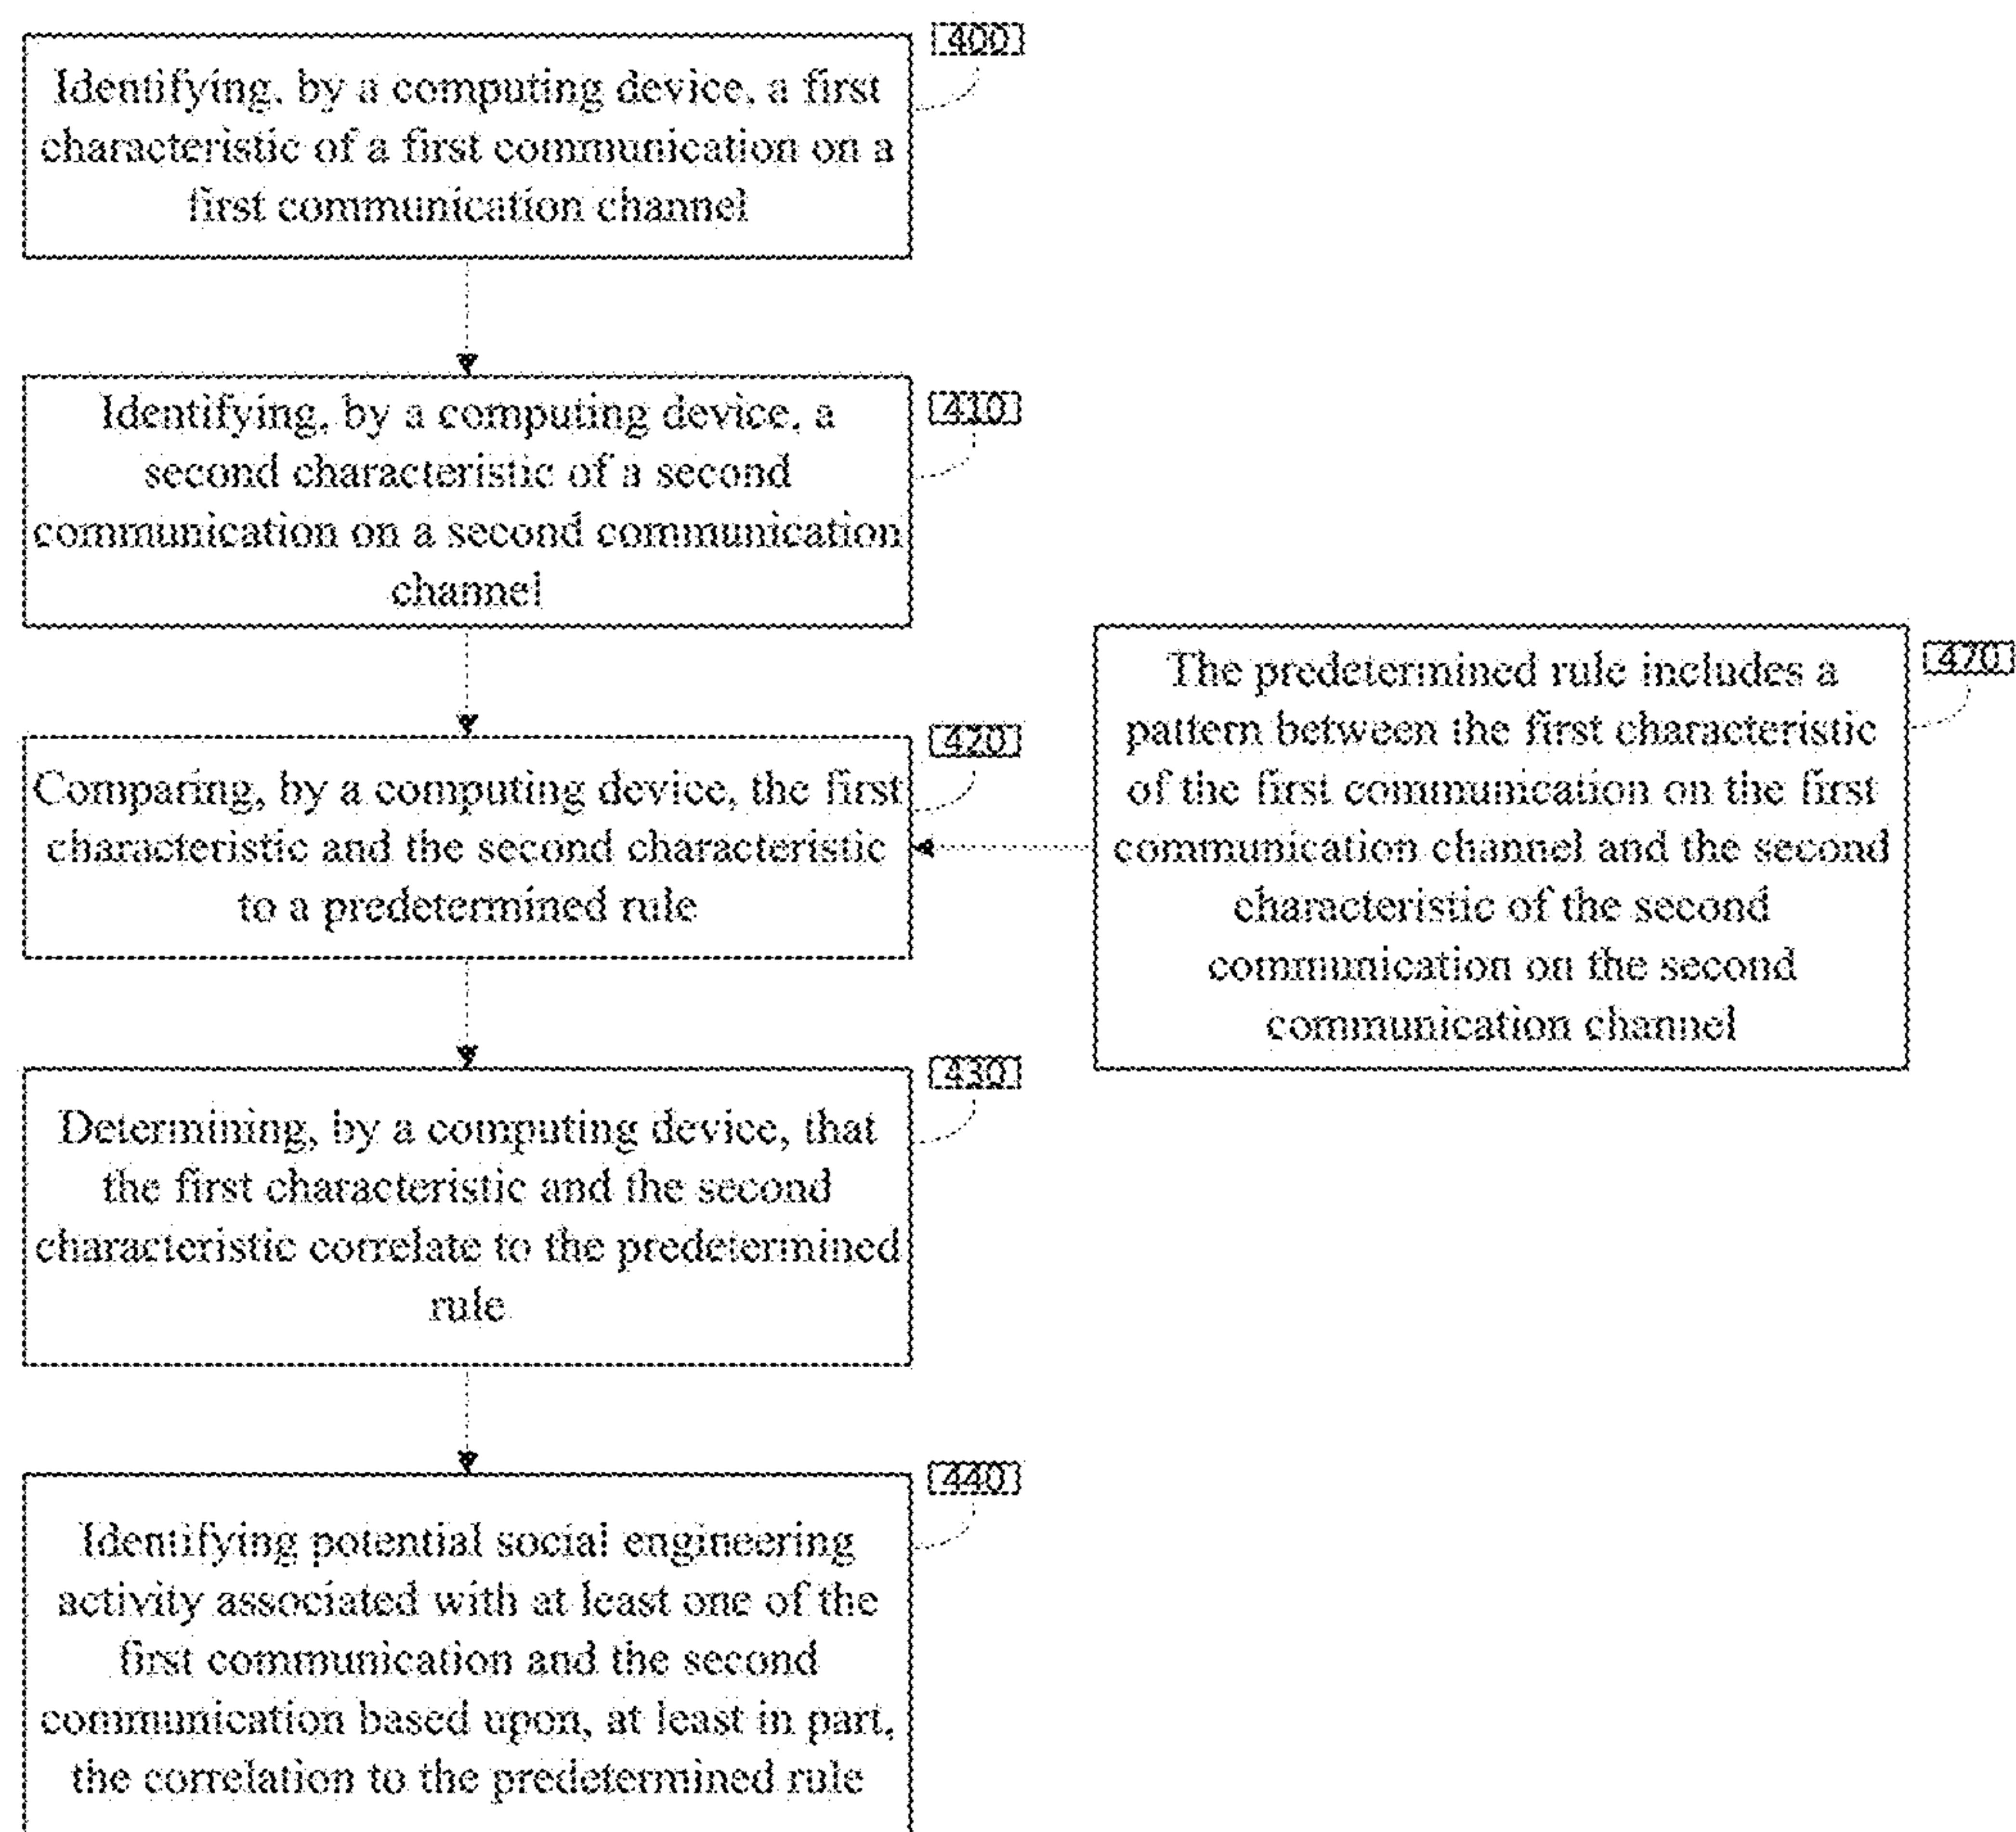 400
Identifying, by a computing device, a first
characteristic of a first communication on a
first communication channel
410
Identifying, by a computing device, a
second characteristic of a second
communication on a second communication
channel
420
Comparing, by a computing device, the first
characteristic and the second characteristic
to a predetermined rule
470
The predetermined rule includes a
pattern between the first characteristic
of the first communication on the first
communication channel and the second
characteristic of the second
communication on the second
communication channel
430
Determining, by a computing device, that
the first characteristic and the second
characteristic correlate to the predetermined
rule
440
Identifying potential social engineering
activity associated with at least one of the
first communication and the second
communication based upon, at least in part,
the correlation to the predetermined rule